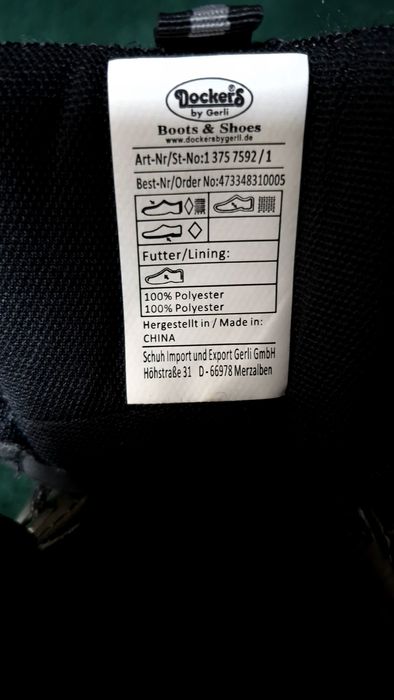 Dockers
by Gerli
Boots & Shoes
www.dockersbygerli.de
Art-Nr/St-No:1 375 7592/1
Best-Nr/Order No:473348310005
Futter/Lining:
100% Polyester
100% Polyester
Hergestellt in / Made in:
CHINA
Schuh Import und Export Gerli GmbH
Höhstraße 31 D-66978 Merzalben